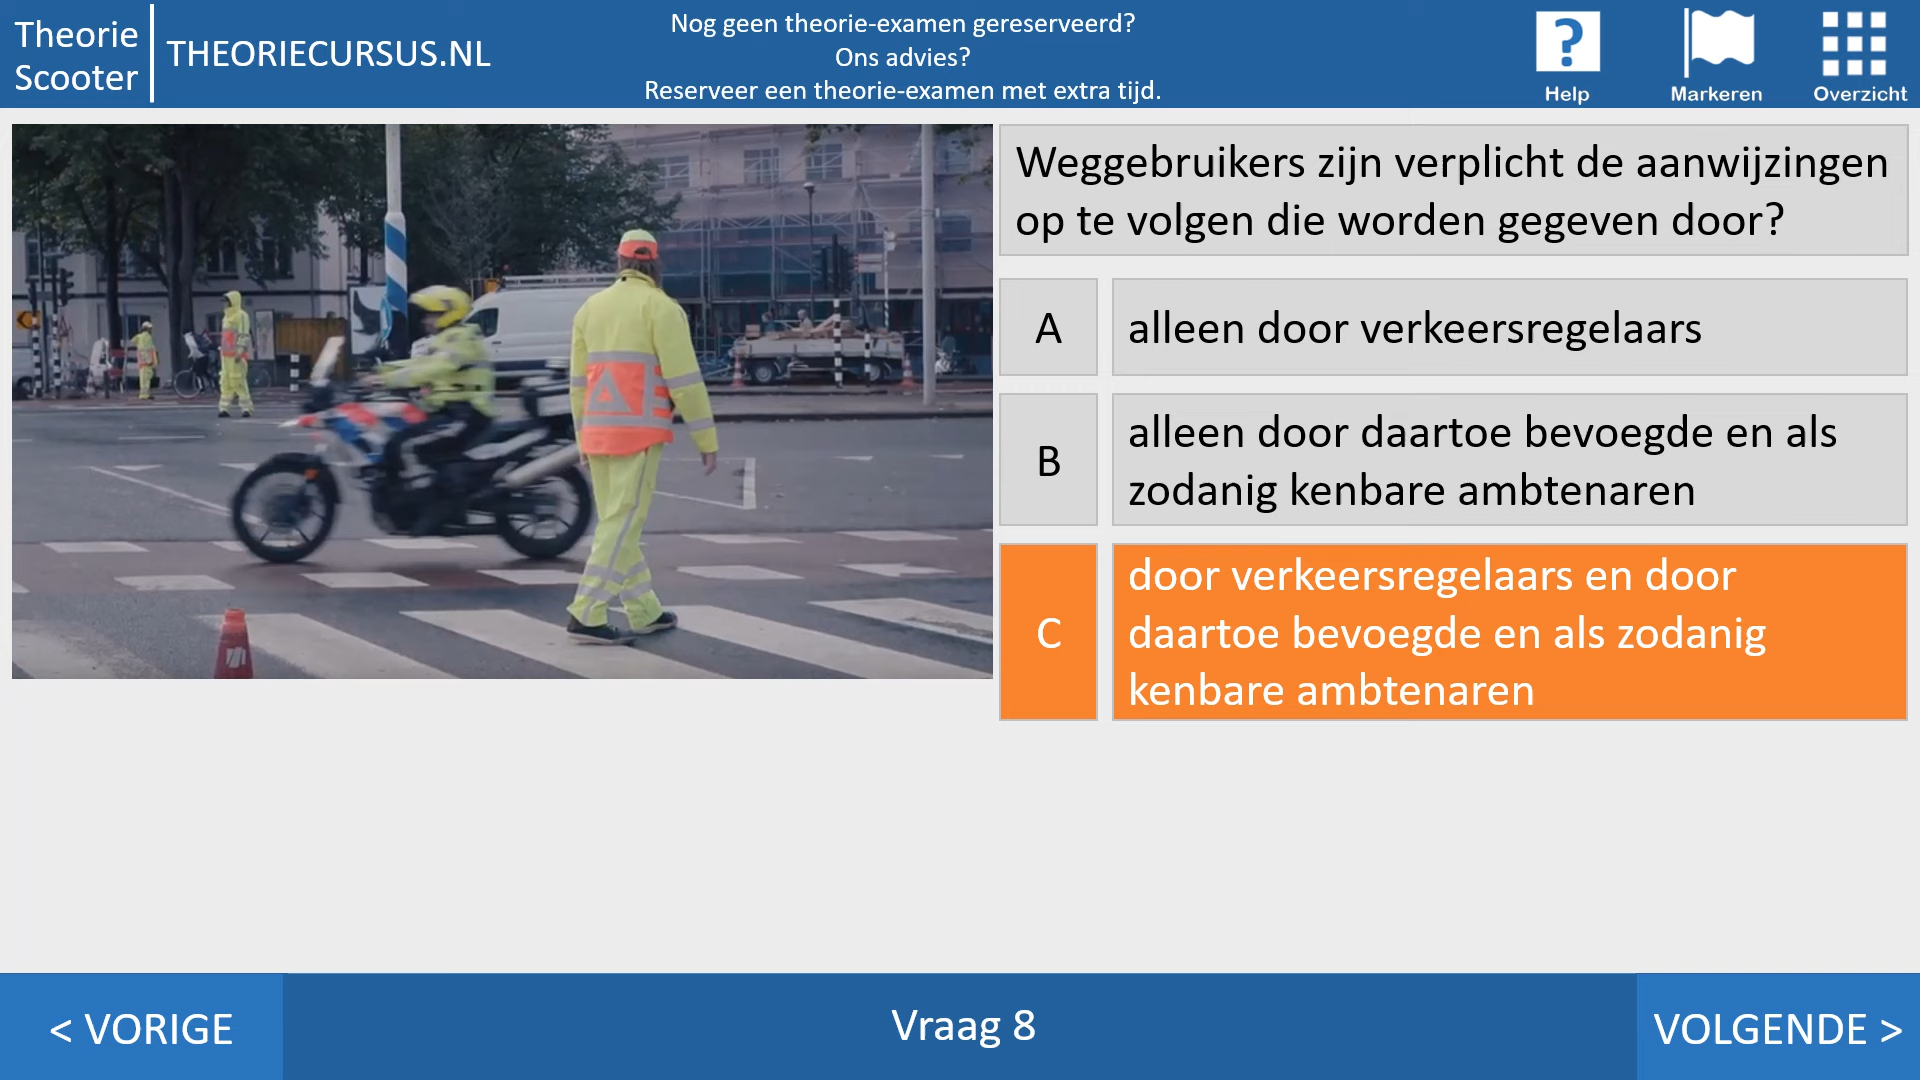 Theorie
Scooter
THEORIECURSUS.NL
Nog geen theorie-examen gereserveerd?
Ons advies?
Reserveer een theorie-examen met extra tijd.
?
Help
Markeren
Overzicht
Weggebruikers zijn verplicht de aanwijzingen
op te volgen die worden gegeven door?
A
alleen door verkeersregelaars
B
alleen door daartoe bevoegde en als
zodanig kenbare ambtenaren
C
door verkeersregelaars en door
daartoe bevoegde en als zodanig
kenbare ambtenaren
< VORIGE
Vraag 8
VOLGENDE >